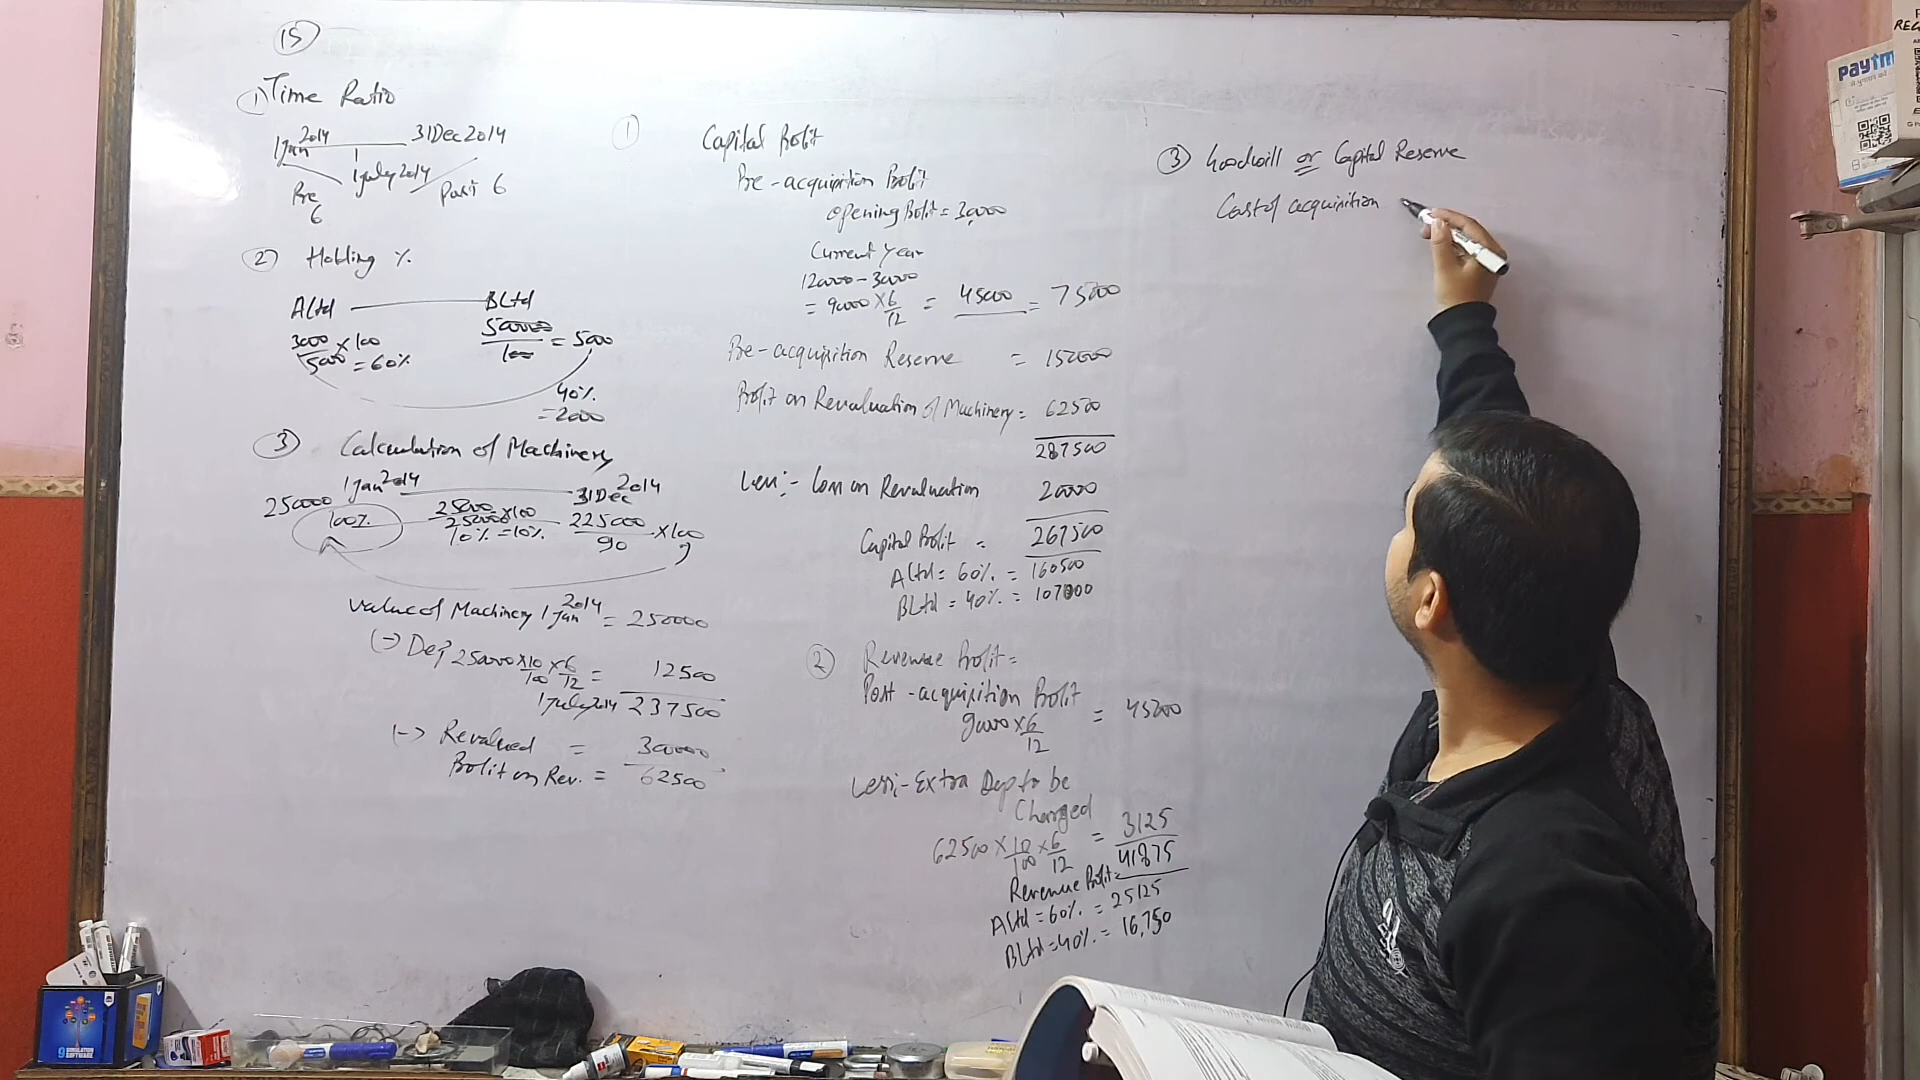 15
① Time Ratio
1 Jan 2014 31 Dec 2014
1 July 2014
Pre 6
Post 6
② Holding %
A Ltd B Ltd
3000/5000 × 100 = 60%
500000/100 = 5000
40% = 2000
③ Calculation of Machinery
1 Jan 2014 31 Dec 2014
250000
100%
25000/250000 × 100 = 10%
10%
225000/90 × 100
Value of Machinery 1 Jan 2014 = 250000
(-) Dep 250000 × 10/100 × 6/12 = 12500
1 July 2014 237500
(-) Revalued = 300000
Profit on Rev. = 62500
① Capital Profit
Pre-acquisition Profit
Opening Profit = 30,000
Current Year
120000 - 30000
= 90000 × 6/12 = 45000 = 75000
Pre-acquisition Reserve = 150000
Profit on Revaluation of Machinery = 62500
287500
Less:- Loss on Revaluation 20000
Capital Profit = 267500
A Ltd = 60% = 160500
B Ltd = 40% = 107000
② Revenue Profit =
Post-acquisition Profit
90000 × 6/12 = 45000
Less:- Extra Dep to be
Charged
62500 × 10/100 × 6/12 = 3125
41875
Revenue Profit =
A Ltd = 60% = 25125
B Ltd = 40% = 16,750
③ Goodwill or Capital Reserve
Cost of acquisition
paytm